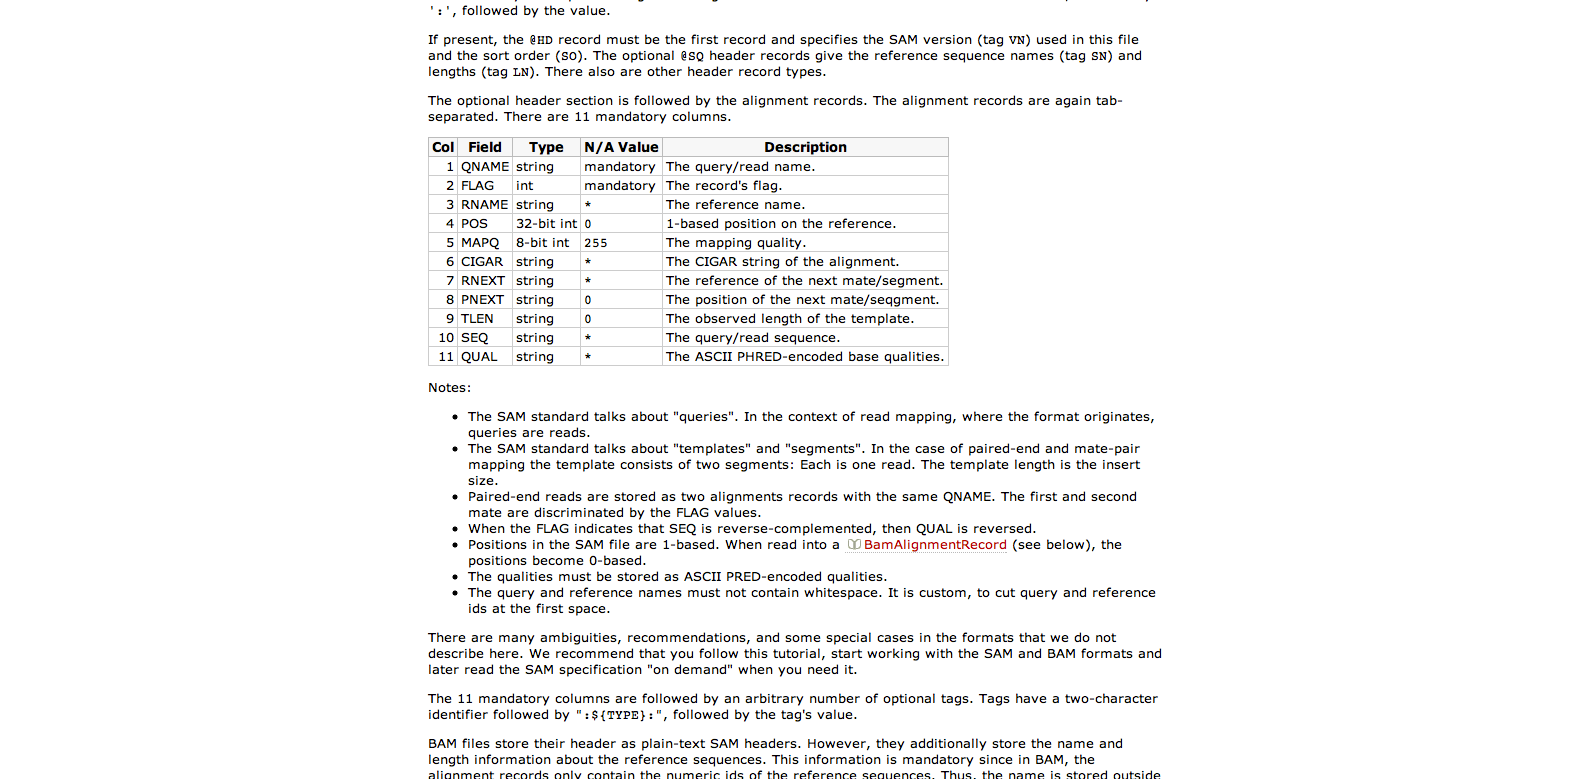 ':', followed by the value.
If present, the @HD record must be the first record and specifies the SAM version (tag VN) used in this file
and the sort order (SO). The optional @SQ header records give the reference sequence names (tag SN) and
lengths (tag LN). There also are other header record types.
The optional header section is followed by the alignment records. The alignment records are again tab-
separated. There are 11 mandatory columns.
Col Field Type N/A Value Description
1 QNAME string mandatory The query/read name.
2 FLAG int mandatory The record's flag.
3 RNAME string * The reference name.
4 POS 32-bit int 0 1-based position on the reference.
5 MAPQ 8-bit int 255 The mapping quality.
6 CIGAR string * The CIGAR string of the alignment.
7 RNEXT string * The reference of the next mate/segment.
8 PNEXT string 0 The position of the next mate/seqgment.
9 TLEN string 0 The observed length of the template.
10 SEQ string * The query/read sequence.
11 QUAL string * The ASCII PHRED-encoded base qualities.
Notes:
• The SAM standard talks about "queries". In the context of read mapping, where the format originates,
queries are reads.
• The SAM standard talks about "templates" and "segments". In the case of paired-end and mate-pair
mapping the template consists of two segments: Each is one read. The template length is the insert
size.
• Paired-end reads are stored as two alignments records with the same QNAME. The first and second
mate are discriminated by the FLAG values.
• When the FLAG indicates that SEQ is reverse-complemented, then QUAL is reversed.
• Positions in the SAM file are 1-based. When read into a BamAlignmentRecord (see below), the
positions become 0-based.
• The qualities must be stored as ASCII PRED-encoded qualities.
• The query and reference names must not contain whitespace. It is custom, to cut query and reference
ids at the first space.
There are many ambiguities, recommendations, and some special cases in the formats that we do not
describe here. We recommend that you follow this tutorial, start working with the SAM and BAM formats and
later read the SAM specification "on demand" when you need it.
The 11 mandatory columns are followed by an arbitrary number of optional tags. Tags have a two-character
identifier followed by ":${TYPE}:", followed by the tag's value.
BAM files store their header as plain-text SAM headers. However, they additionally store the name and
length information about the reference sequences. This information is mandatory since in BAM, the
alignment records only contain the numeric ids of the reference sequences. Thus, the name is stored outside